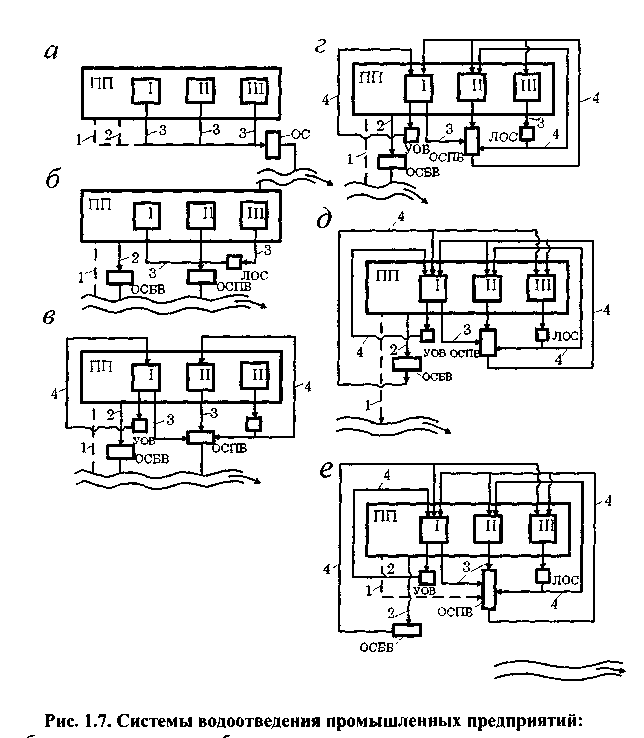 а
ПП I II III
1 2 3 3 3 ОС
б
ПП I II III
1 2 3 3
ОСБВ ОСПВ ЛОС
в
ПП I II III
4 4
1 2 3 3
УОВ
ОСБВ ОСПВ
г
ПП I II III
4 4
1 2 3 3 4
УОВ ОСПВ ЛОС
ОСБВ
д
4
ПП I II III
4
4 2 3 4
УОВ ОСПВ ЛОС
ОСБВ
1
е
4
ПП I II III
4 4
1 2 3 3 4
УОВ ОСПВ ЛОС
2
ОСБВ
Рис. 1.7. Системы водоотведения промышленных предприятий: